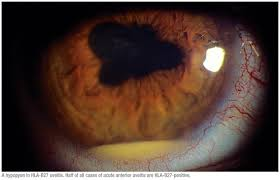 A hypopyon in HLA-B27 uveitis. Half of all cases of acute anterior uveitis are HLA-B27-positive.